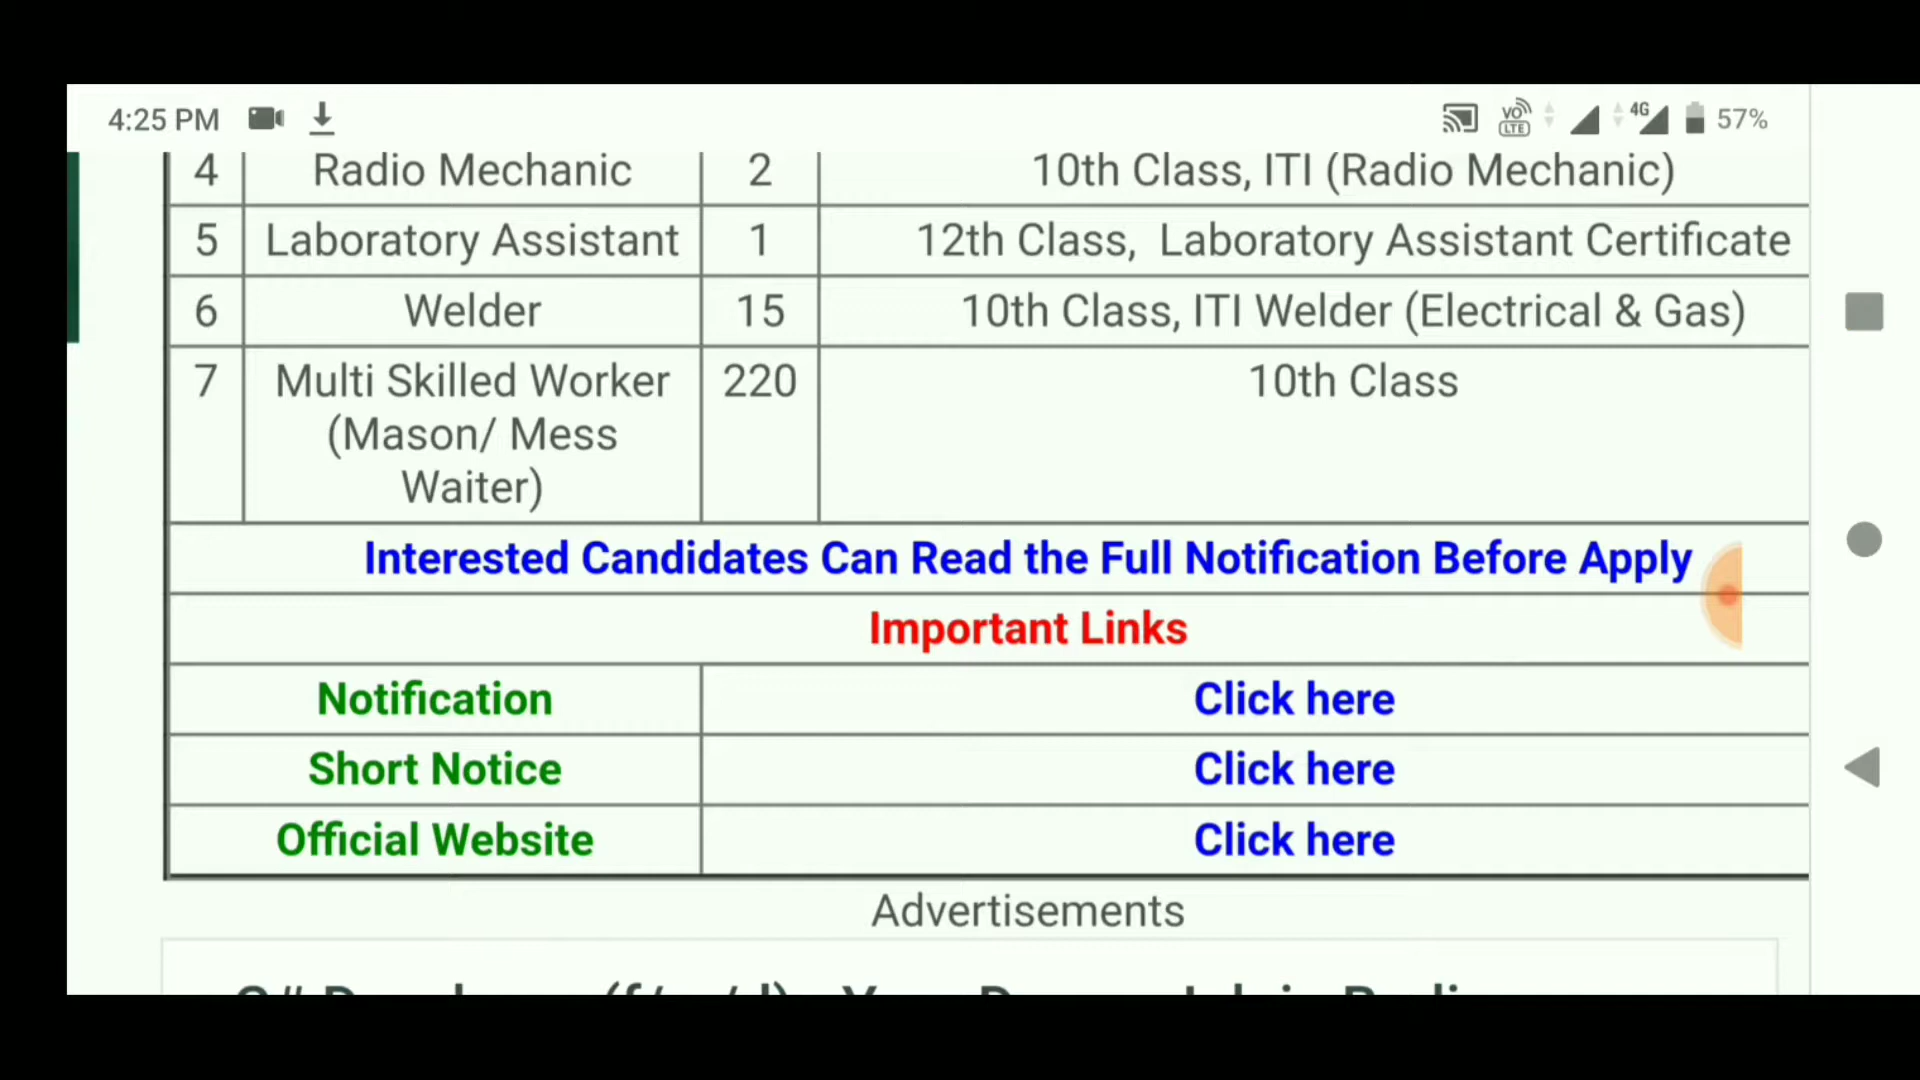 4:25 PM VO LTE 4G 57%
4 Radio Mechanic 2 10th Class, ITI (Radio Mechanic)
5 Laboratory Assistant 1 12th Class, Laboratory Assistant Certificate
6 Welder 15 10th Class, ITI Welder (Electrical & Gas)
7 Multi Skilled Worker 220 10th Class
(Mason/ Mess
Waiter)
Interested Candidates Can Read the Full Notification Before Apply
Important Links
Notification Click here
Short Notice Click here
Official Website Click here
Advertisements